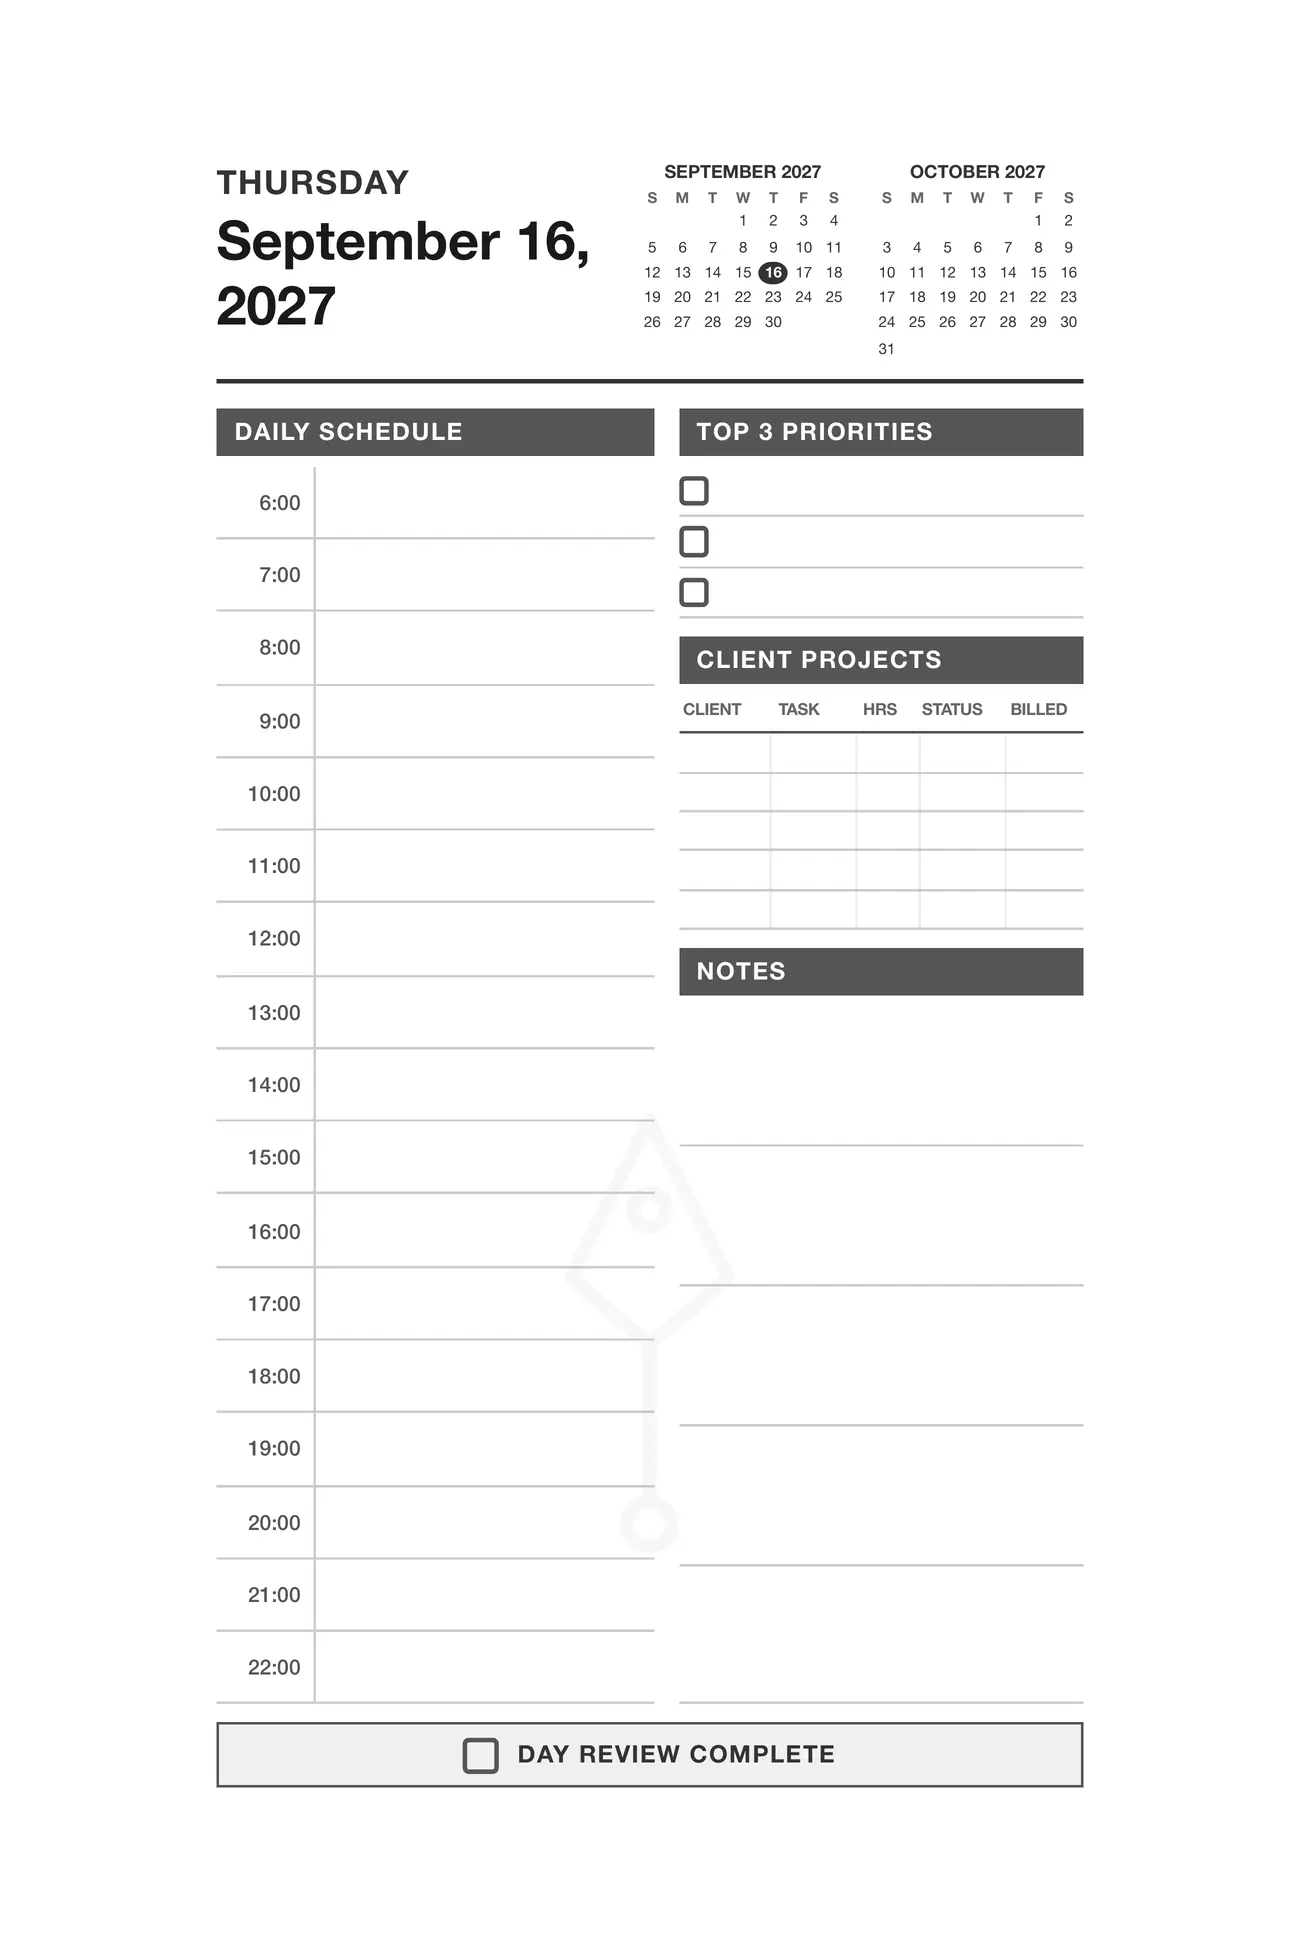 THURSDAY
September 16,
2027
SEPTEMBER 2027
S M T W T F S
1 2 3 4
5 6 7 8 9 10 11
12 13 14 15 16 17 18
19 20 21 22 23 24 25
26 27 28 29 30
OCTOBER 2027
S M T W T F S
1 2
3 4 5 6 7 8 9
10 11 12 13 14 15 16
17 18 19 20 21 22 23
24 25 26 27 28 29 30
31
DAILY SCHEDULE
6:00
7:00
8:00
9:00
10:00
11:00
12:00
13:00
14:00
15:00
16:00
17:00
18:00
19:00
20:00
21:00
22:00
TOP 3 PRIORITIES
CLIENT PROJECTS
CLIENT TASK HRS STATUS BILLED
NOTES
DAY REVIEW COMPLETE